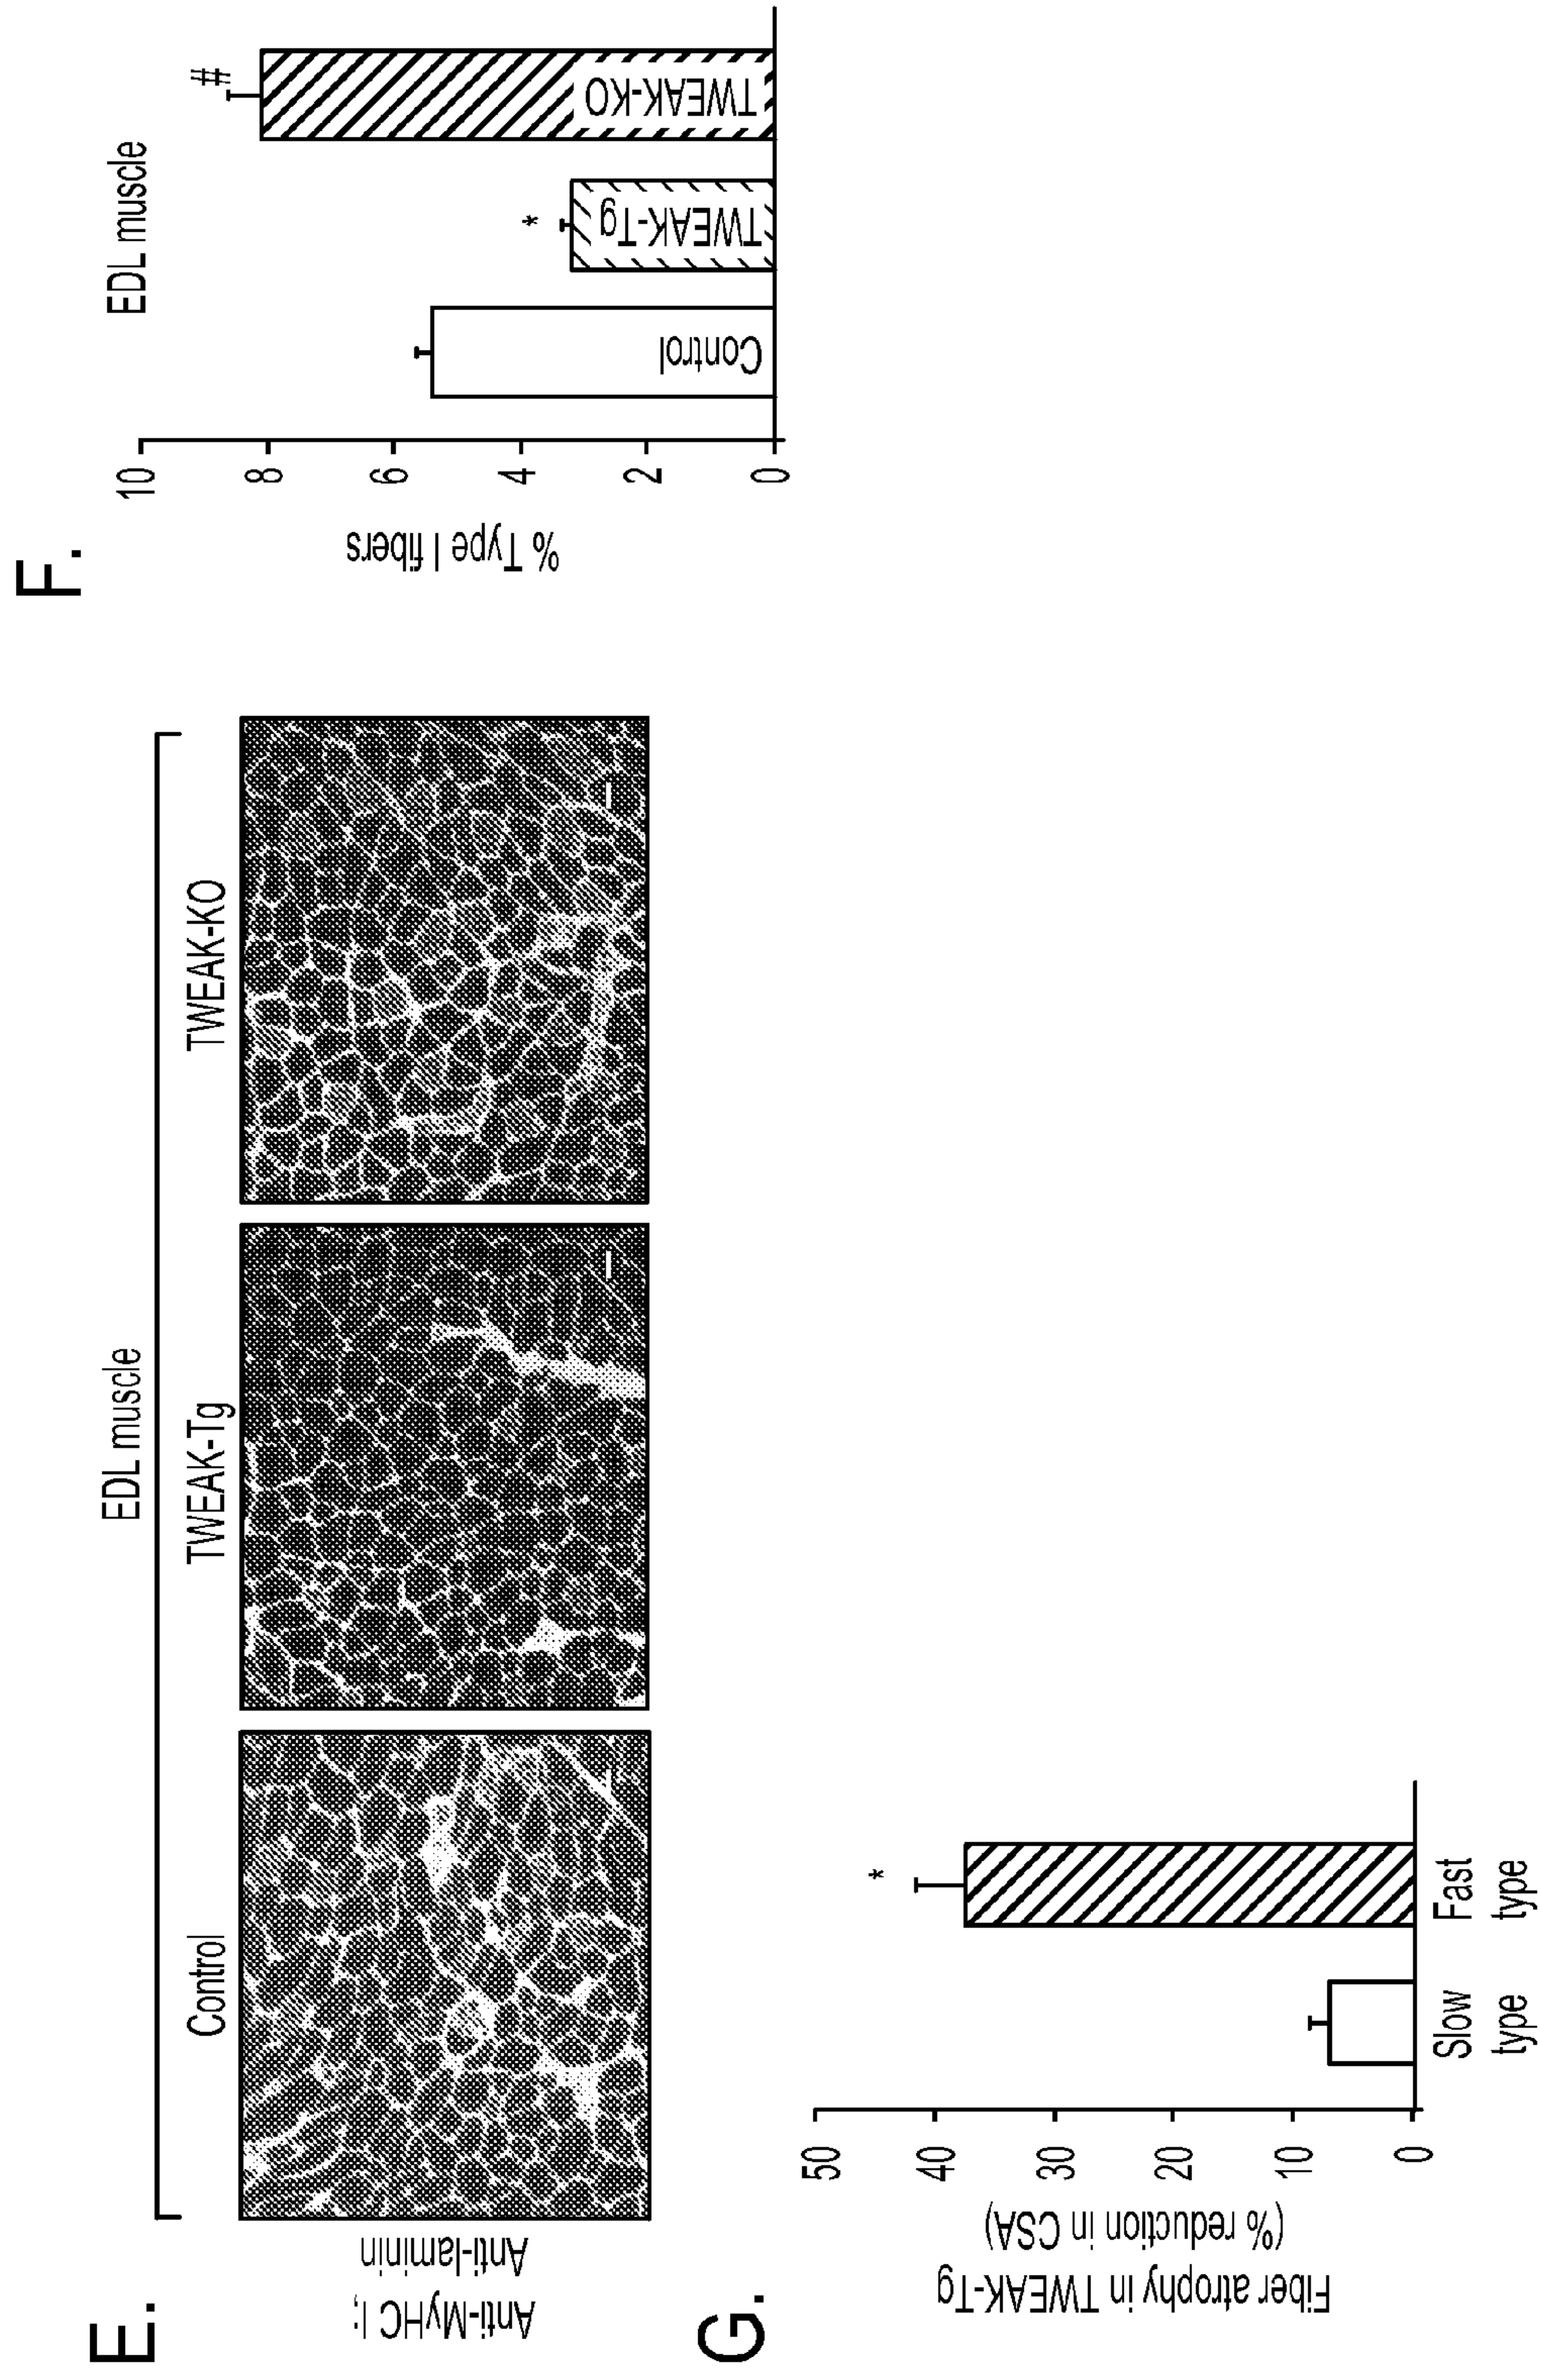 E.
EDL muscle
Control
TWEAK-Tg
TWEAK-KO
Anti-MyHC I;
Anti-laminin
F.
EDL muscle
% Type I fibers
10
8
6
4
2
0
Control
TWEAK-Tg
*
TWEAK-KO
#
G.
Fiber atrophy in TWEAK-Tg
(% reduction in CSA)
50
40
30
20
10
0
*
Slow
type
Fast
type